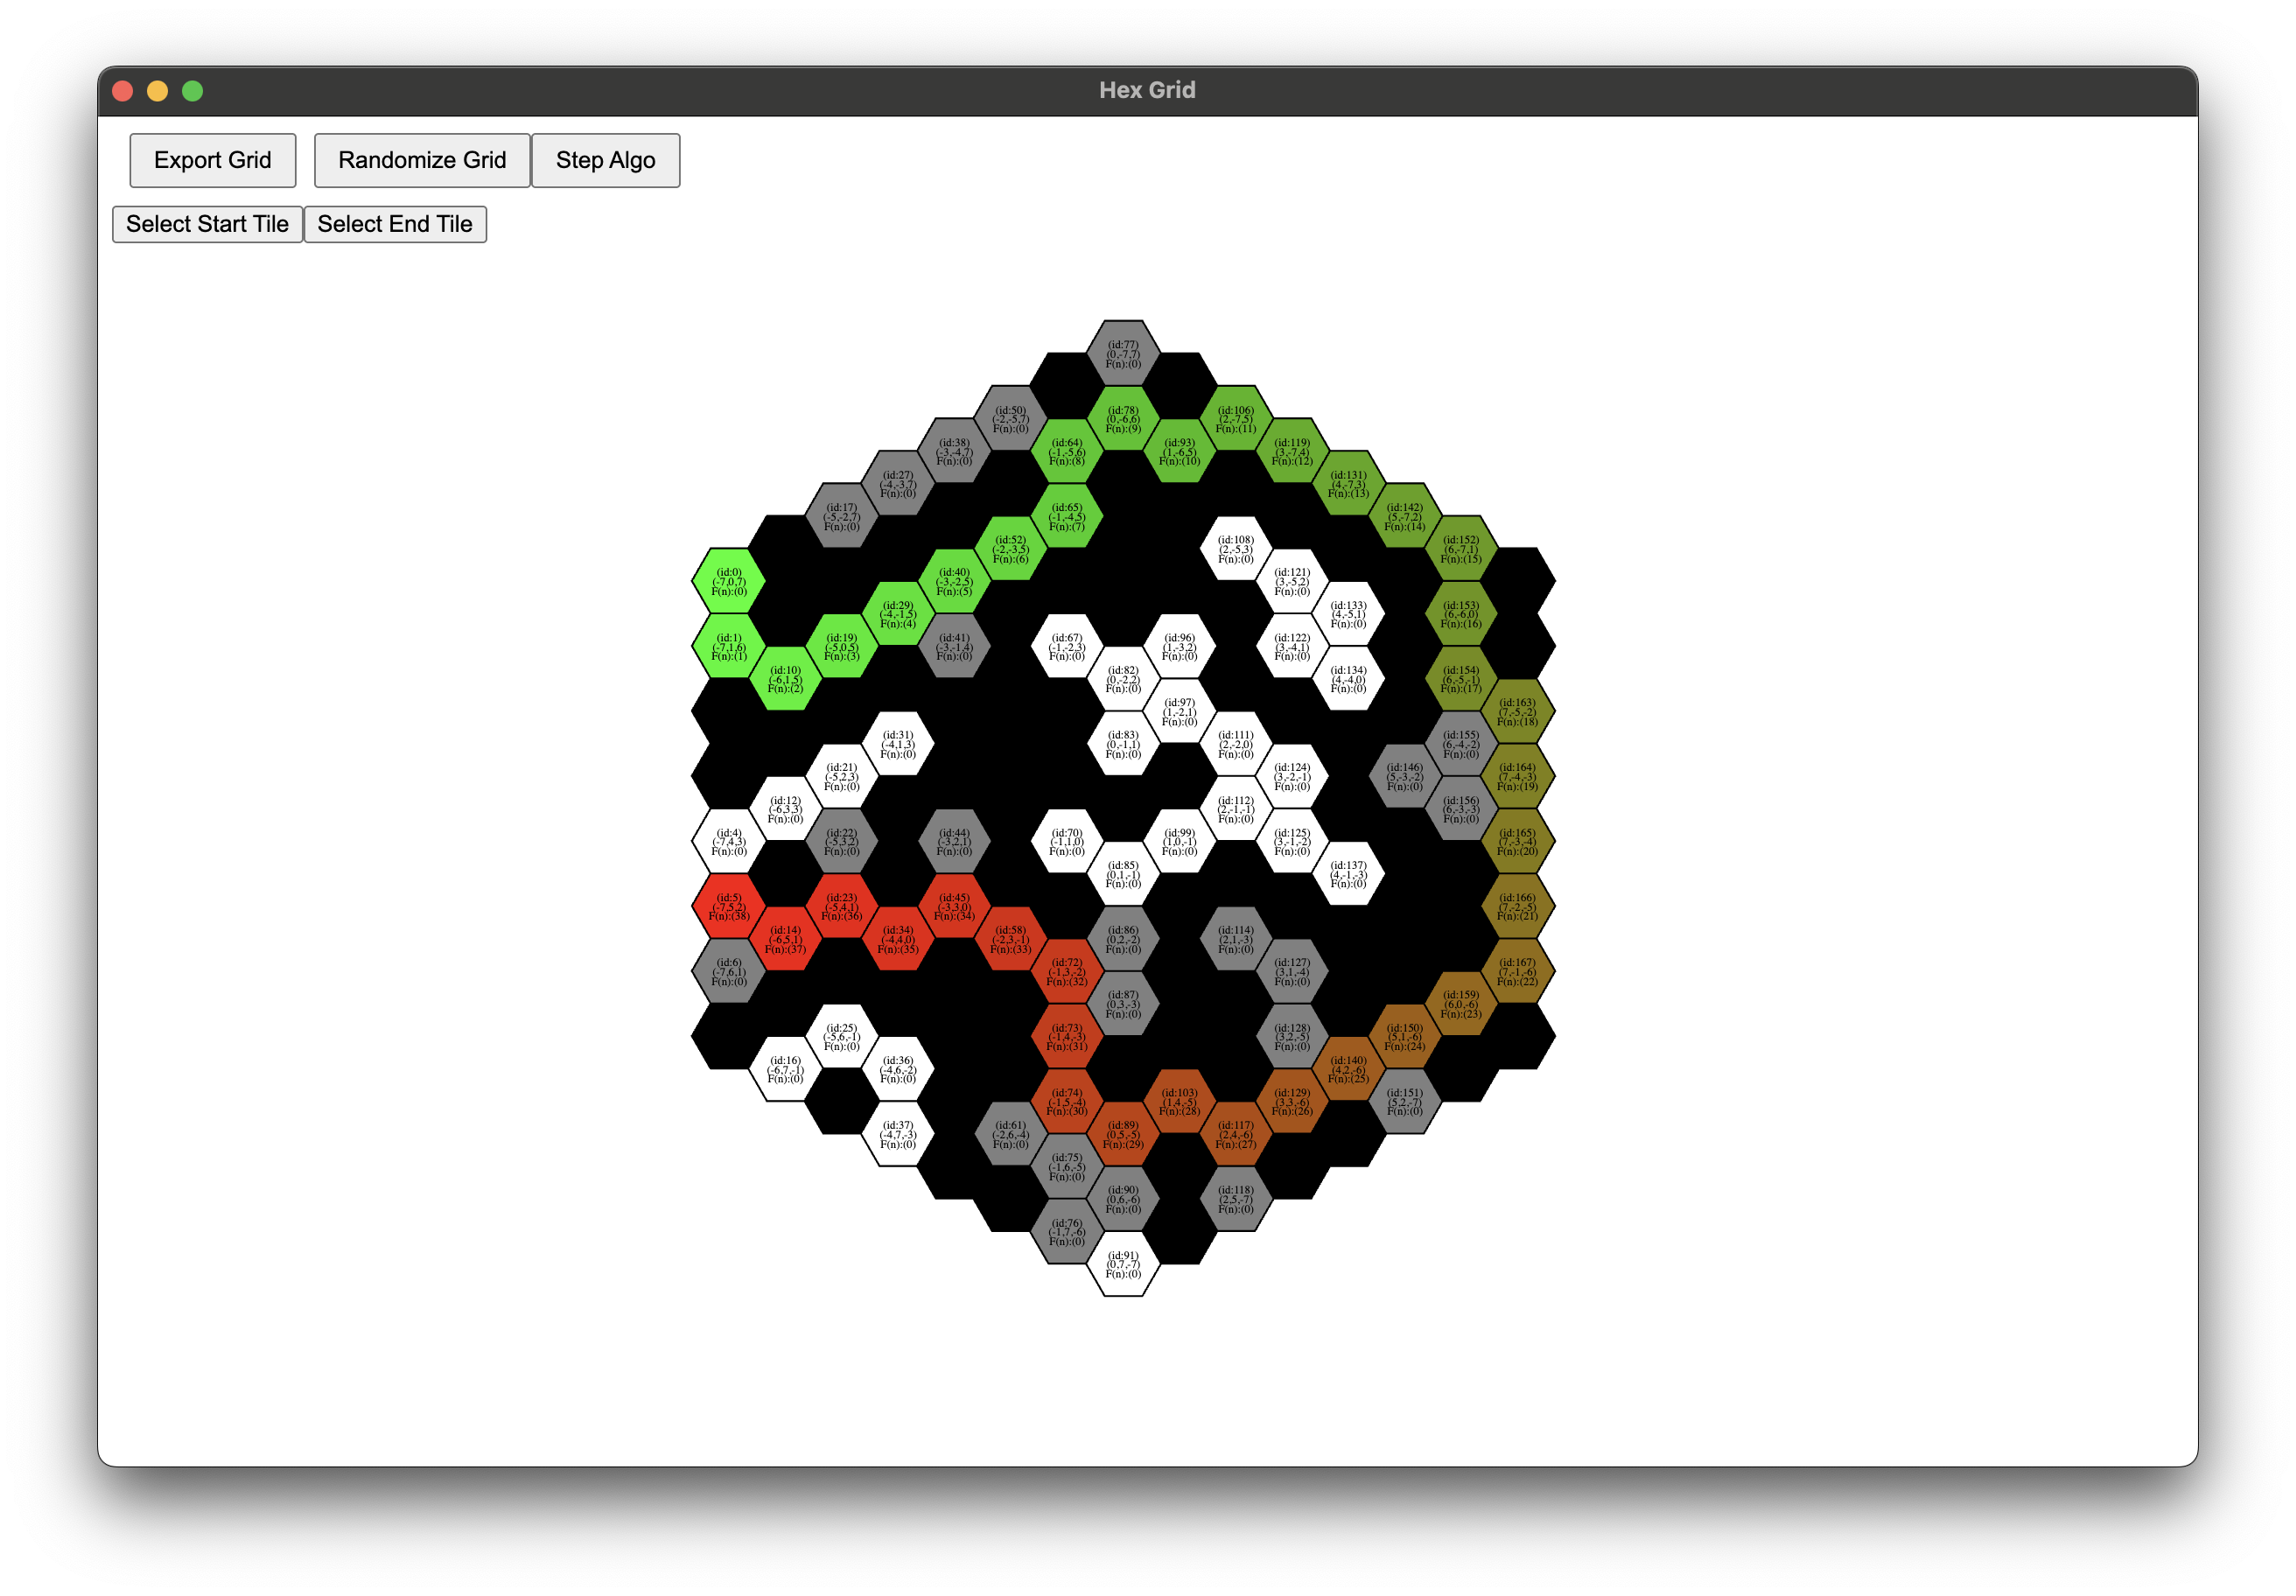 Hex Grid
Export Grid
Randomize Grid
Step Algo
Select Start Tile
Select End Tile
(id:77)
(0,-7,7)
F(n):(0)
(id:50)
(-2,-5,7)
F(n):(0)
(id:78)
(0,-6,6)
F(n):(9)
(id:106)
(2,-7,5)
F(n):(11)
(id:38)
(-3,-4,7)
F(n):(0)
(id:64)
(-1,-5,6)
F(n):(8)
(id:93)
(1,-6,5)
F(n):(10)
(id:119)
(3,-7,4)
F(n):(12)
(id:27)
(-4,-3,7)
F(n):(0)
(id:131)
(4,-7,3)
F(n):(13)
(id:17)
(-5,-2,7)
F(n):(0)
(id:65)
(-1,-4,5)
F(n):(7)
(id:142)
(5,-7,2)
F(n):(14)
(id:52)
(-2,-3,5)
F(n):(6)
(id:108)
(2,-5,3)
F(n):(0)
(id:152)
(6,-7,1)
F(n):(15)
(id:0)
(-7,0,7)
F(n):(0)
(id:40)
(-3,-2,5)
F(n):(5)
(id:121)
(3,-5,2)
F(n):(0)
(id:29)
(-4,-1,5)
F(n):(4)
(id:133)
(4,-5,1)
F(n):(0)
(id:153)
(6,-6,0)
F(n):(16)
(id:1)
(-7,1,6)
F(n):(1)
(id:19)
(-5,0,5)
F(n):(3)
(id:41)
(-3,-1,4)
F(n):(0)
(id:67)
(-1,-2,3)
F(n):(0)
(id:96)
(1,-3,2)
F(n):(0)
(id:122)
(3,-4,1)
F(n):(0)
(id:10)
(-6,1,5)
F(n):(2)
(id:82)
(0,-2,2)
F(n):(0)
(id:134)
(4,-4,0)
F(n):(0)
(id:154)
(6,-5,-1)
F(n):(17)
(id:97)
(1,-2,1)
F(n):(0)
(id:163)
(7,-5,-2)
F(n):(18)
(id:31)
(-4,1,3)
F(n):(0)
(id:83)
(0,-1,1)
F(n):(0)
(id:111)
(2,-2,0)
F(n):(0)
(id:155)
(6,-4,-2)
F(n):(0)
(id:21)
(-5,2,3)
F(n):(0)
(id:124)
(3,-2,-1)
F(n):(0)
(id:146)
(5,-3,-2)
F(n):(0)
(id:164)
(7,-4,-3)
F(n):(19)
(id:12)
(-6,3,3)
F(n):(0)
(id:112)
(2,-1,-1)
F(n):(0)
(id:156)
(6,-3,-3)
F(n):(0)
(id:4)
(-7,4,3)
F(n):(0)
(id:22)
(-5,3,2)
F(n):(0)
(id:44)
(-3,2,1)
F(n):(0)
(id:70)
(-1,1,0)
F(n):(0)
(id:99)
(1,0,-1)
F(n):(0)
(id:125)
(3,-1,-2)
F(n):(0)
(id:165)
(7,-3,-4)
F(n):(20)
(id:85)
(0,1,-1)
F(n):(0)
(id:137)
(4,-1,-3)
F(n):(0)
(id:5)
(-7,5,2)
F(n):(38)
(id:23)
(-5,4,1)
F(n):(36)
(id:45)
(-3,3,0)
F(n):(34)
(id:166)
(7,-2,-5)
F(n):(21)
(id:14)
(-6,5,1)
F(n):(37)
(id:34)
(-4,4,0)
F(n):(35)
(id:58)
(-2,3,-1)
F(n):(33)
(id:86)
(0,2,-2)
F(n):(0)
(id:114)
(2,1,-3)
F(n):(0)
(id:6)
(-7,6,1)
F(n):(0)
(id:72)
(-1,3,-2)
F(n):(32)
(id:127)
(3,1,-4)
F(n):(0)
(id:167)
(7,-1,-6)
F(n):(22)
(id:87)
(0,3,-3)
F(n):(0)
(id:159)
(6,0,-6)
F(n):(23)
(id:25)
(-5,6,-1)
F(n):(0)
(id:73)
(-1,4,-3)
F(n):(31)
(id:128)
(3,2,-5)
F(n):(0)
(id:150)
(5,1,-6)
F(n):(24)
(id:16)
(-6,7,-1)
F(n):(0)
(id:36)
(-4,6,-2)
F(n):(0)
(id:140)
(4,2,-6)
F(n):(25)
(id:74)
(-1,5,-4)
F(n):(30)
(id:103)
(1,4,-5)
F(n):(28)
(id:129)
(3,3,-6)
F(n):(26)
(id:151)
(5,2,-7)
F(n):(0)
(id:37)
(-4,7,-3)
F(n):(0)
(id:61)
(-2,6,-4)
F(n):(0)
(id:89)
(0,5,-5)
F(n):(29)
(id:117)
(2,4,-6)
F(n):(27)
(id:75)
(-1,6,-5)
F(n):(0)
(id:90)
(0,6,-6)
F(n):(0)
(id:118)
(2,5,-7)
F(n):(0)
(id:76)
(-1,7,-6)
F(n):(0)
(id:91)
(0,7,-7)
F(n):(0)